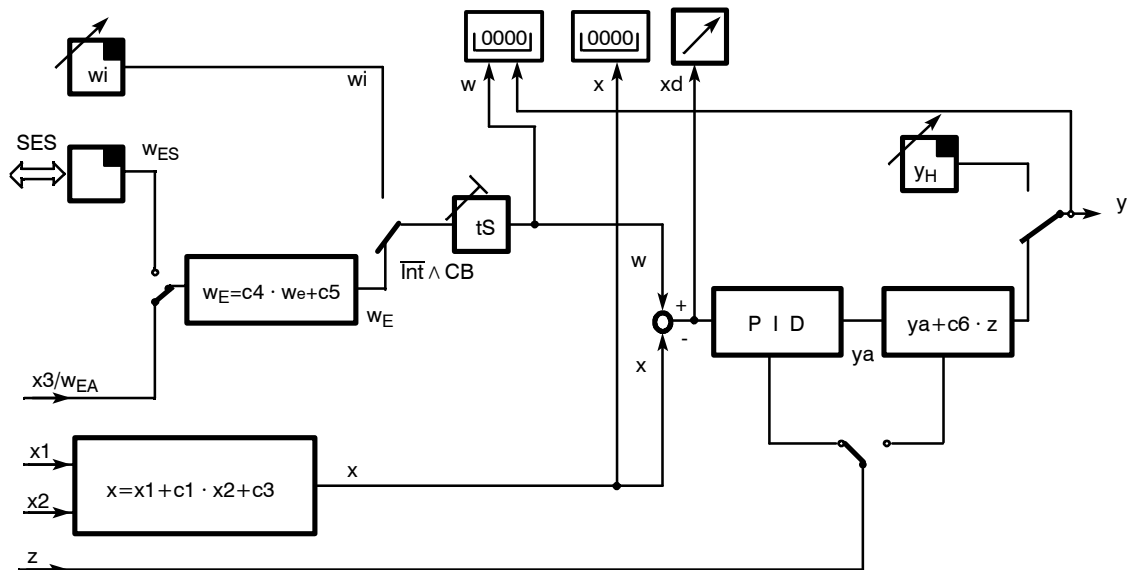 0000
0000
wi
wi
w
x
xd
SES
wES
yH
y
tS
Int ∧ CB
w
wE=c4 · we+c5
wE
+
-
P I D
ya
ya+c6 · z
x
x3/wEA
x1
x2
x=x1+c1 · x2+c3
x
z